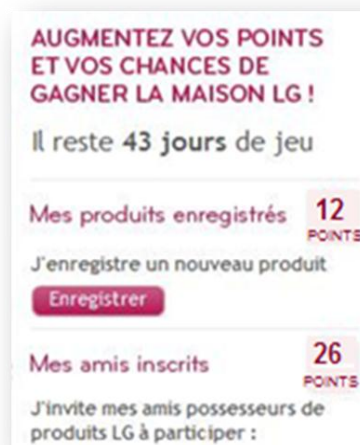 AUGMENTEZ VOS POINTS
ET VOS CHANCES DE
GAGNER LA MAISON LG !
Il reste 43 jours de jeu
Mes produits enregistrés 12
POINTS
J'enregistre un nouveau produit
Enregistrer
Mes amis inscrits 26
POINTS
J'invite mes amis possesseurs de
produits LG à participer :